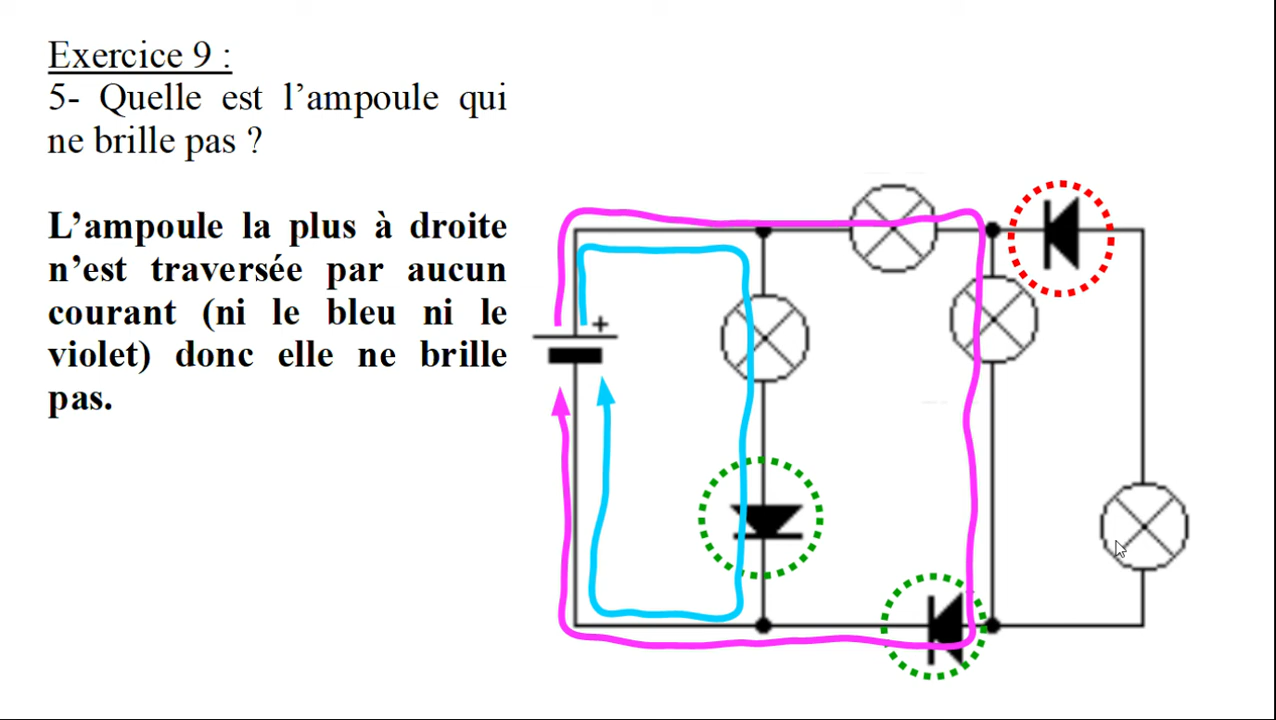 Exercice 9 :
5- Quelle est l’ampoule qui
ne brille pas ?
L’ampoule la plus à droite
n’est traversée par aucun
courant (ni le bleu ni le
violet) donc elle ne brille
pas.
+